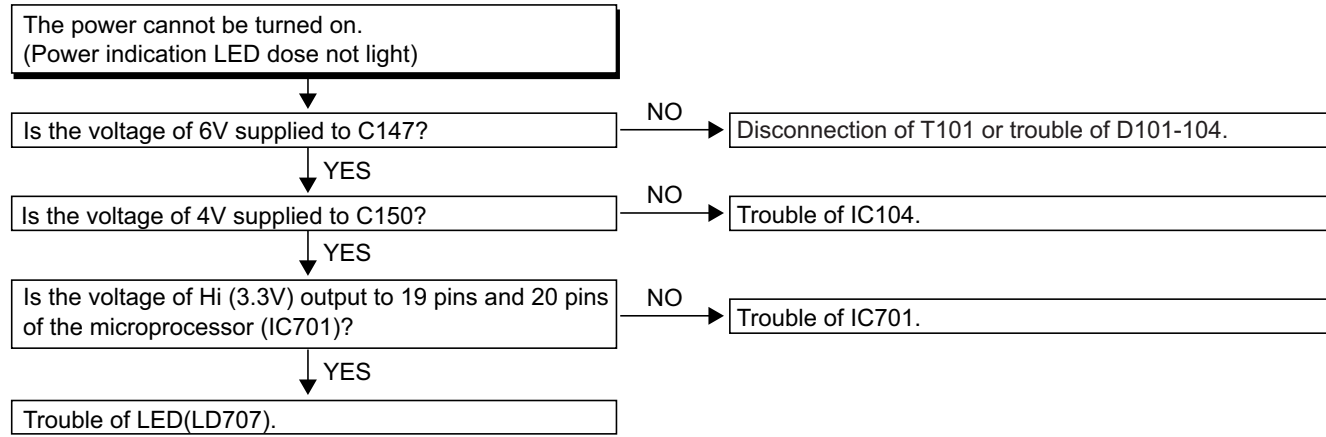 The power cannot be turned on.
(Power indication LED dose not light)
Is the voltage of 6V supplied to C147?
NO
Disconnection of T101 or trouble of D101-104.
YES
Is the voltage of 4V supplied to C150?
NO
Trouble of IC104.
YES
Is the voltage of Hi (3.3V) output to 19 pins and 20 pins
of the microprocessor (IC701)?
NO
Trouble of IC701.
YES
Trouble of LED(LD707).